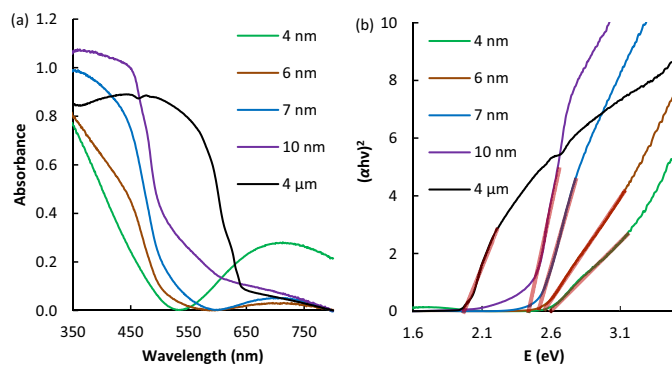 (a)
1.2
1.0
0.8
0.6
0.4
0.2
0.0
Absorbance
350 450 550 650 750
Wavelength (nm)
4 nm
6 nm
7 nm
10 nm
4 μm
(b)
10
8
6
4
2
0
(αhν)²
1.6 2.1 2.6 3.1
E (eV)
4 nm
6 nm
7 nm
10 nm
4 μm